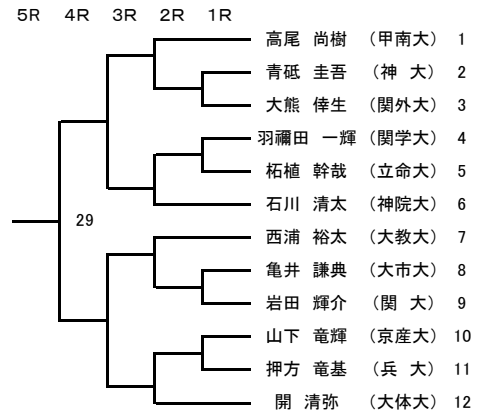 5R 4R 3R 2R 1R
高尾 尚樹 （甲南大） 1
青砥 圭吾 （神 大） 2
大熊 倖生 （関外大） 3
羽禰田 一輝 （関学大） 4
柘植 幹哉 （立命大） 5
石川 清太 （神院大） 6
29
西浦 裕太 （大教大） 7
亀井 謙典 （大市大） 8
岩田 輝介 （関 大） 9
山下 竜輝 （京産大） 10
押方 竜基 （兵 大） 11
開 清弥 （大体大） 12